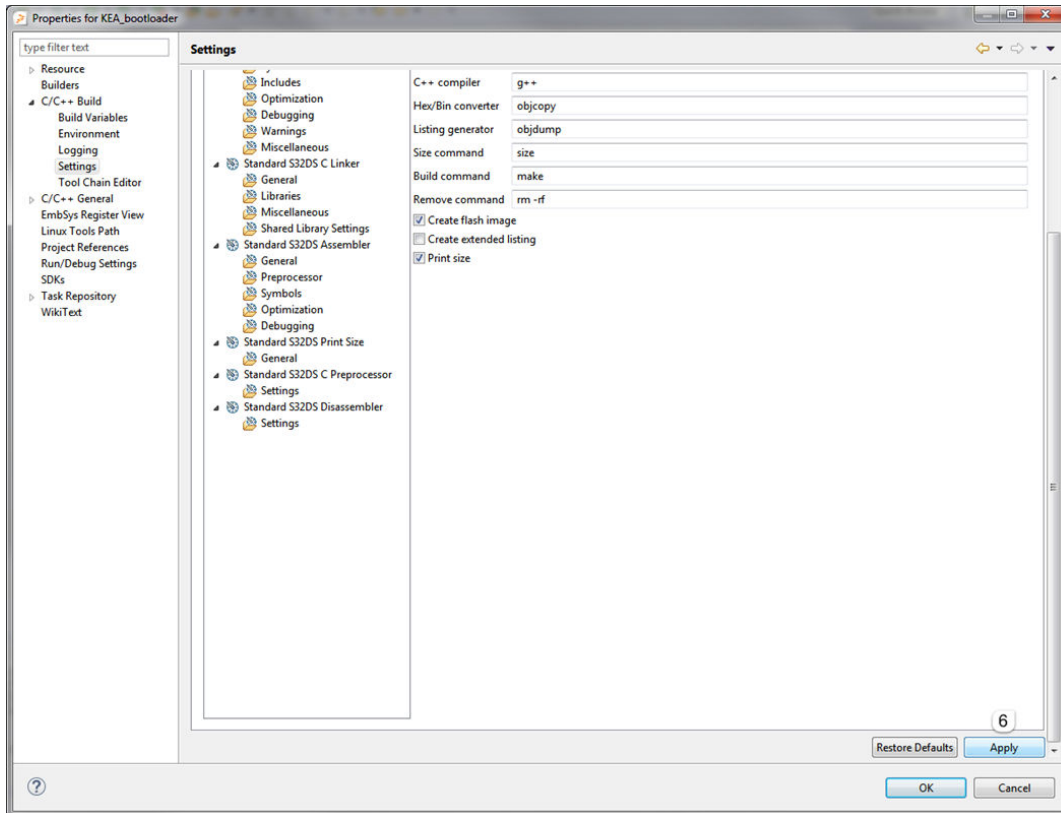 Properties for KEA_bootloader
type filter text
Resource
Builders
C/C++ Build
Build Variables
Environment
Logging
Settings
Tool Chain Editor
C/C++ General
EmbSys Register View
Linux Tools Path
Project References
Run/Debug Settings
SDKs
Task Repository
WikiText
Settings
Includes
Optimization
Debugging
Warnings
Miscellaneous
Standard S32DS C Linker
General
Libraries
Miscellaneous
Shared Library Settings
Standard S32DS Assembler
General
Preprocessor
Symbols
Optimization
Debugging
Standard S32DS Print Size
General
Standard S32DS C Preprocessor
Settings
Standard S32DS Disassembler
Settings
C++ compiler g++
Hex/Bin converter objcopy
Listing generator objdump
Size command size
Build command make
Remove command rm -rf
Create flash image
Create extended listing
Print size
6
Restore Defaults Apply
OK Cancel